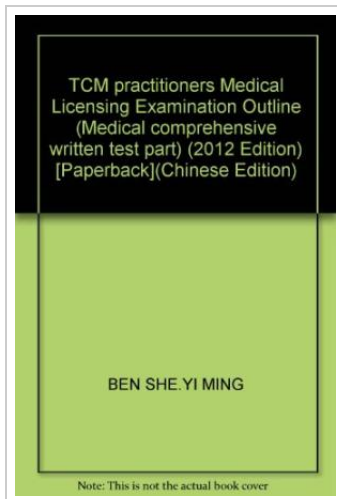 TCM practitioners Medical
Licensing Examination Outline
(Medical comprehensive
written test part) (2012 Edition)
[Paperback](Chinese Edition)
BEN SHE.YI MING
Note: This is not the actual book cover